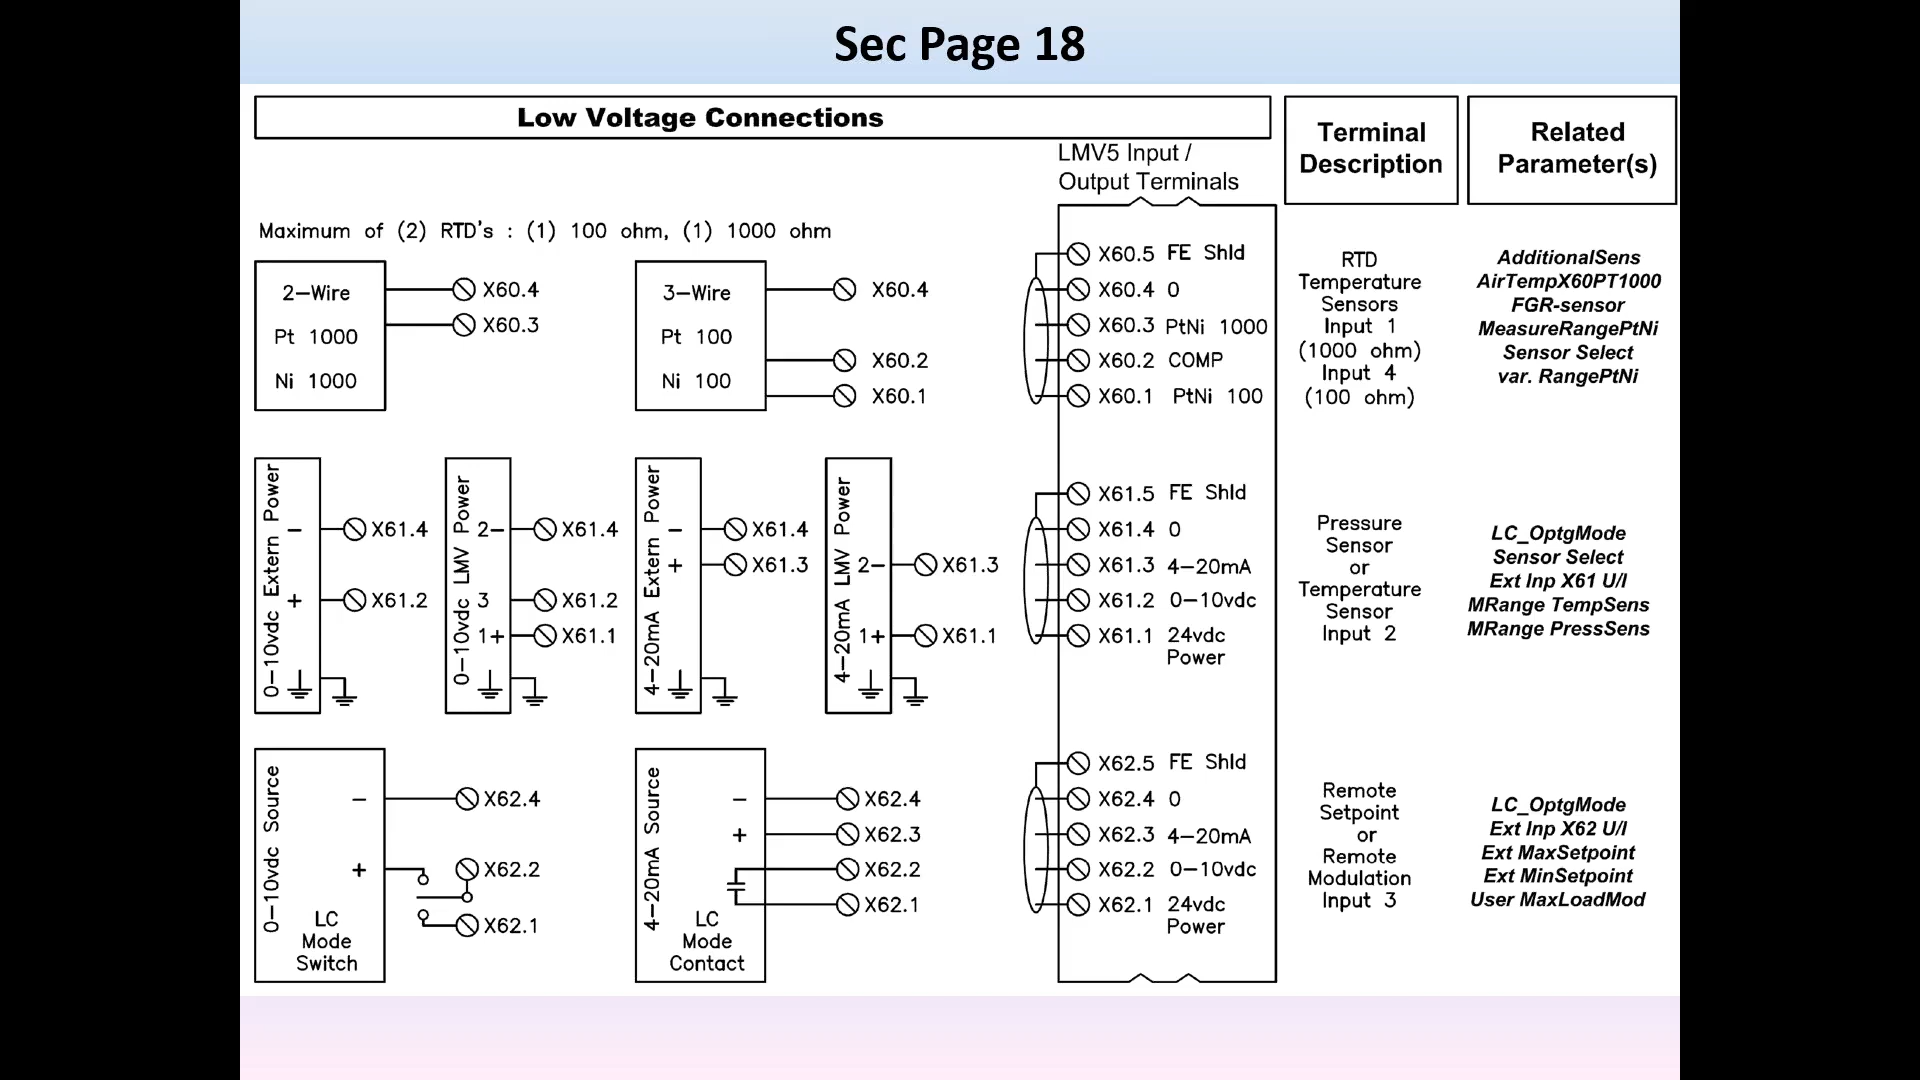 Sec Page 18
Low Voltage Connections
Terminal
Description
Related
Parameter(s)
LMV5 Input /
Output Terminals
Maximum of (2) RTD's : (1) 100 ohm, (1) 1000 ohm
2-Wire
Pt 1000
Ni 1000
X60.4
X60.3
3-Wire
Pt 100
Ni 100
X60.4
X60.2
X60.1
X60.5 FE Shld
X60.4 0
X60.3 PtNi 1000
X60.2 COMP
X60.1 PtNi 100
RTD
Temperature
Sensors
Input 1
(1000 ohm)
Input 4
(100 ohm)
AdditionalSens
AirTempX60PT1000
FGR-sensor
MeasureRangePtNi
Sensor Select
var. RangePtNi
0-10vdc Extern Power
- X61.4
+ X61.2
0-10vdc LMV Power
2- X61.4
3 X61.2
1+ X61.1
4-20mA Extern Power
- X61.4
+ X61.3
4-20mA LMV Power
2- X61.3
1+ X61.1
X61.5 FE Shld
X61.4 0
X61.3 4-20mA
X61.2 0-10vdc
X61.1 24vdc
Power
Pressure
Sensor
or
Temperature
Sensor
Input 2
LC_OptgMode
Sensor Select
Ext Inp X61 U/I
MRange TempSens
MRange PressSens
0-10vdc Source
- X62.4
+ X62.2
X62.1
LC
Mode
Switch
4-20mA Source
- X62.4
+ X62.3
X62.2
X62.1
LC
Mode
Contact
X62.5 FE Shld
X62.4 0
X62.3 4-20mA
X62.2 0-10vdc
X62.1 24vdc
Power
Remote
Setpoint
or
Remote
Modulation
Input 3
LC_OptgMode
Ext Inp X62 U/I
Ext MaxSetpoint
Ext MinSetpoint
User MaxLoadMod